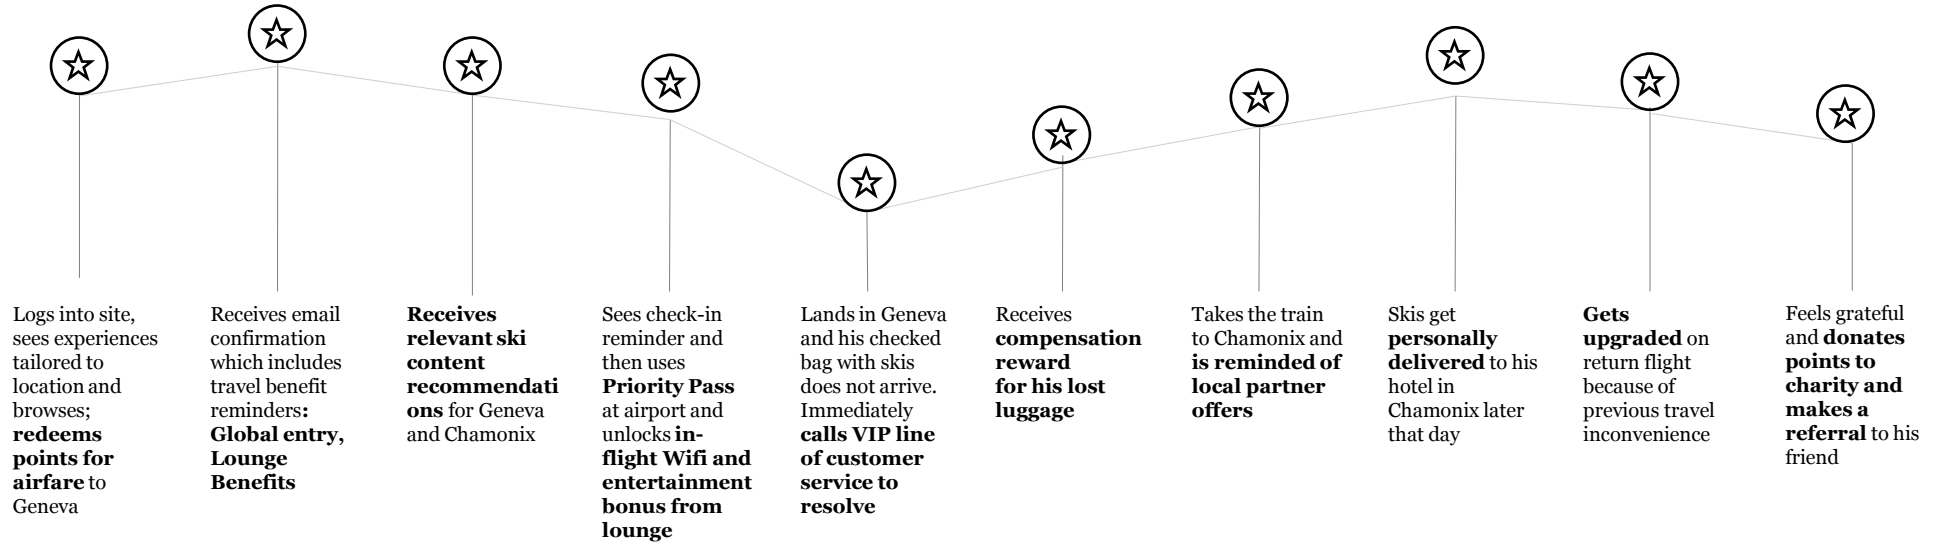 Logs into site,
sees experiences
tailored to
location and
browses;
redeems
points for
airfare to
Geneva
Receives email
confirmation
which includes
travel benefit
reminders:
Global entry,
Lounge
Benefits
Receives
relevant ski
content
recommendati
ons for Geneva
and Chamonix
Sees check-in
reminder and
then uses
Priority Pass
at airport and
unlocks in-
flight Wifi and
entertainment
bonus from
lounge
Lands in Geneva
and his checked
bag with skis
does not arrive.
Immediately
calls VIP line
of customer
service to
resolve
Receives
compensation
reward
for his lost
luggage
Takes the train
to Chamonix and
is reminded of
local partner
offers
Skis get
personally
delivered to his
hotel in
Chamonix later
that day
Gets
upgraded on
return flight
because of
previous travel
inconvenience
Feels grateful
and donates
points to
charity and
makes a
referral to his
friend